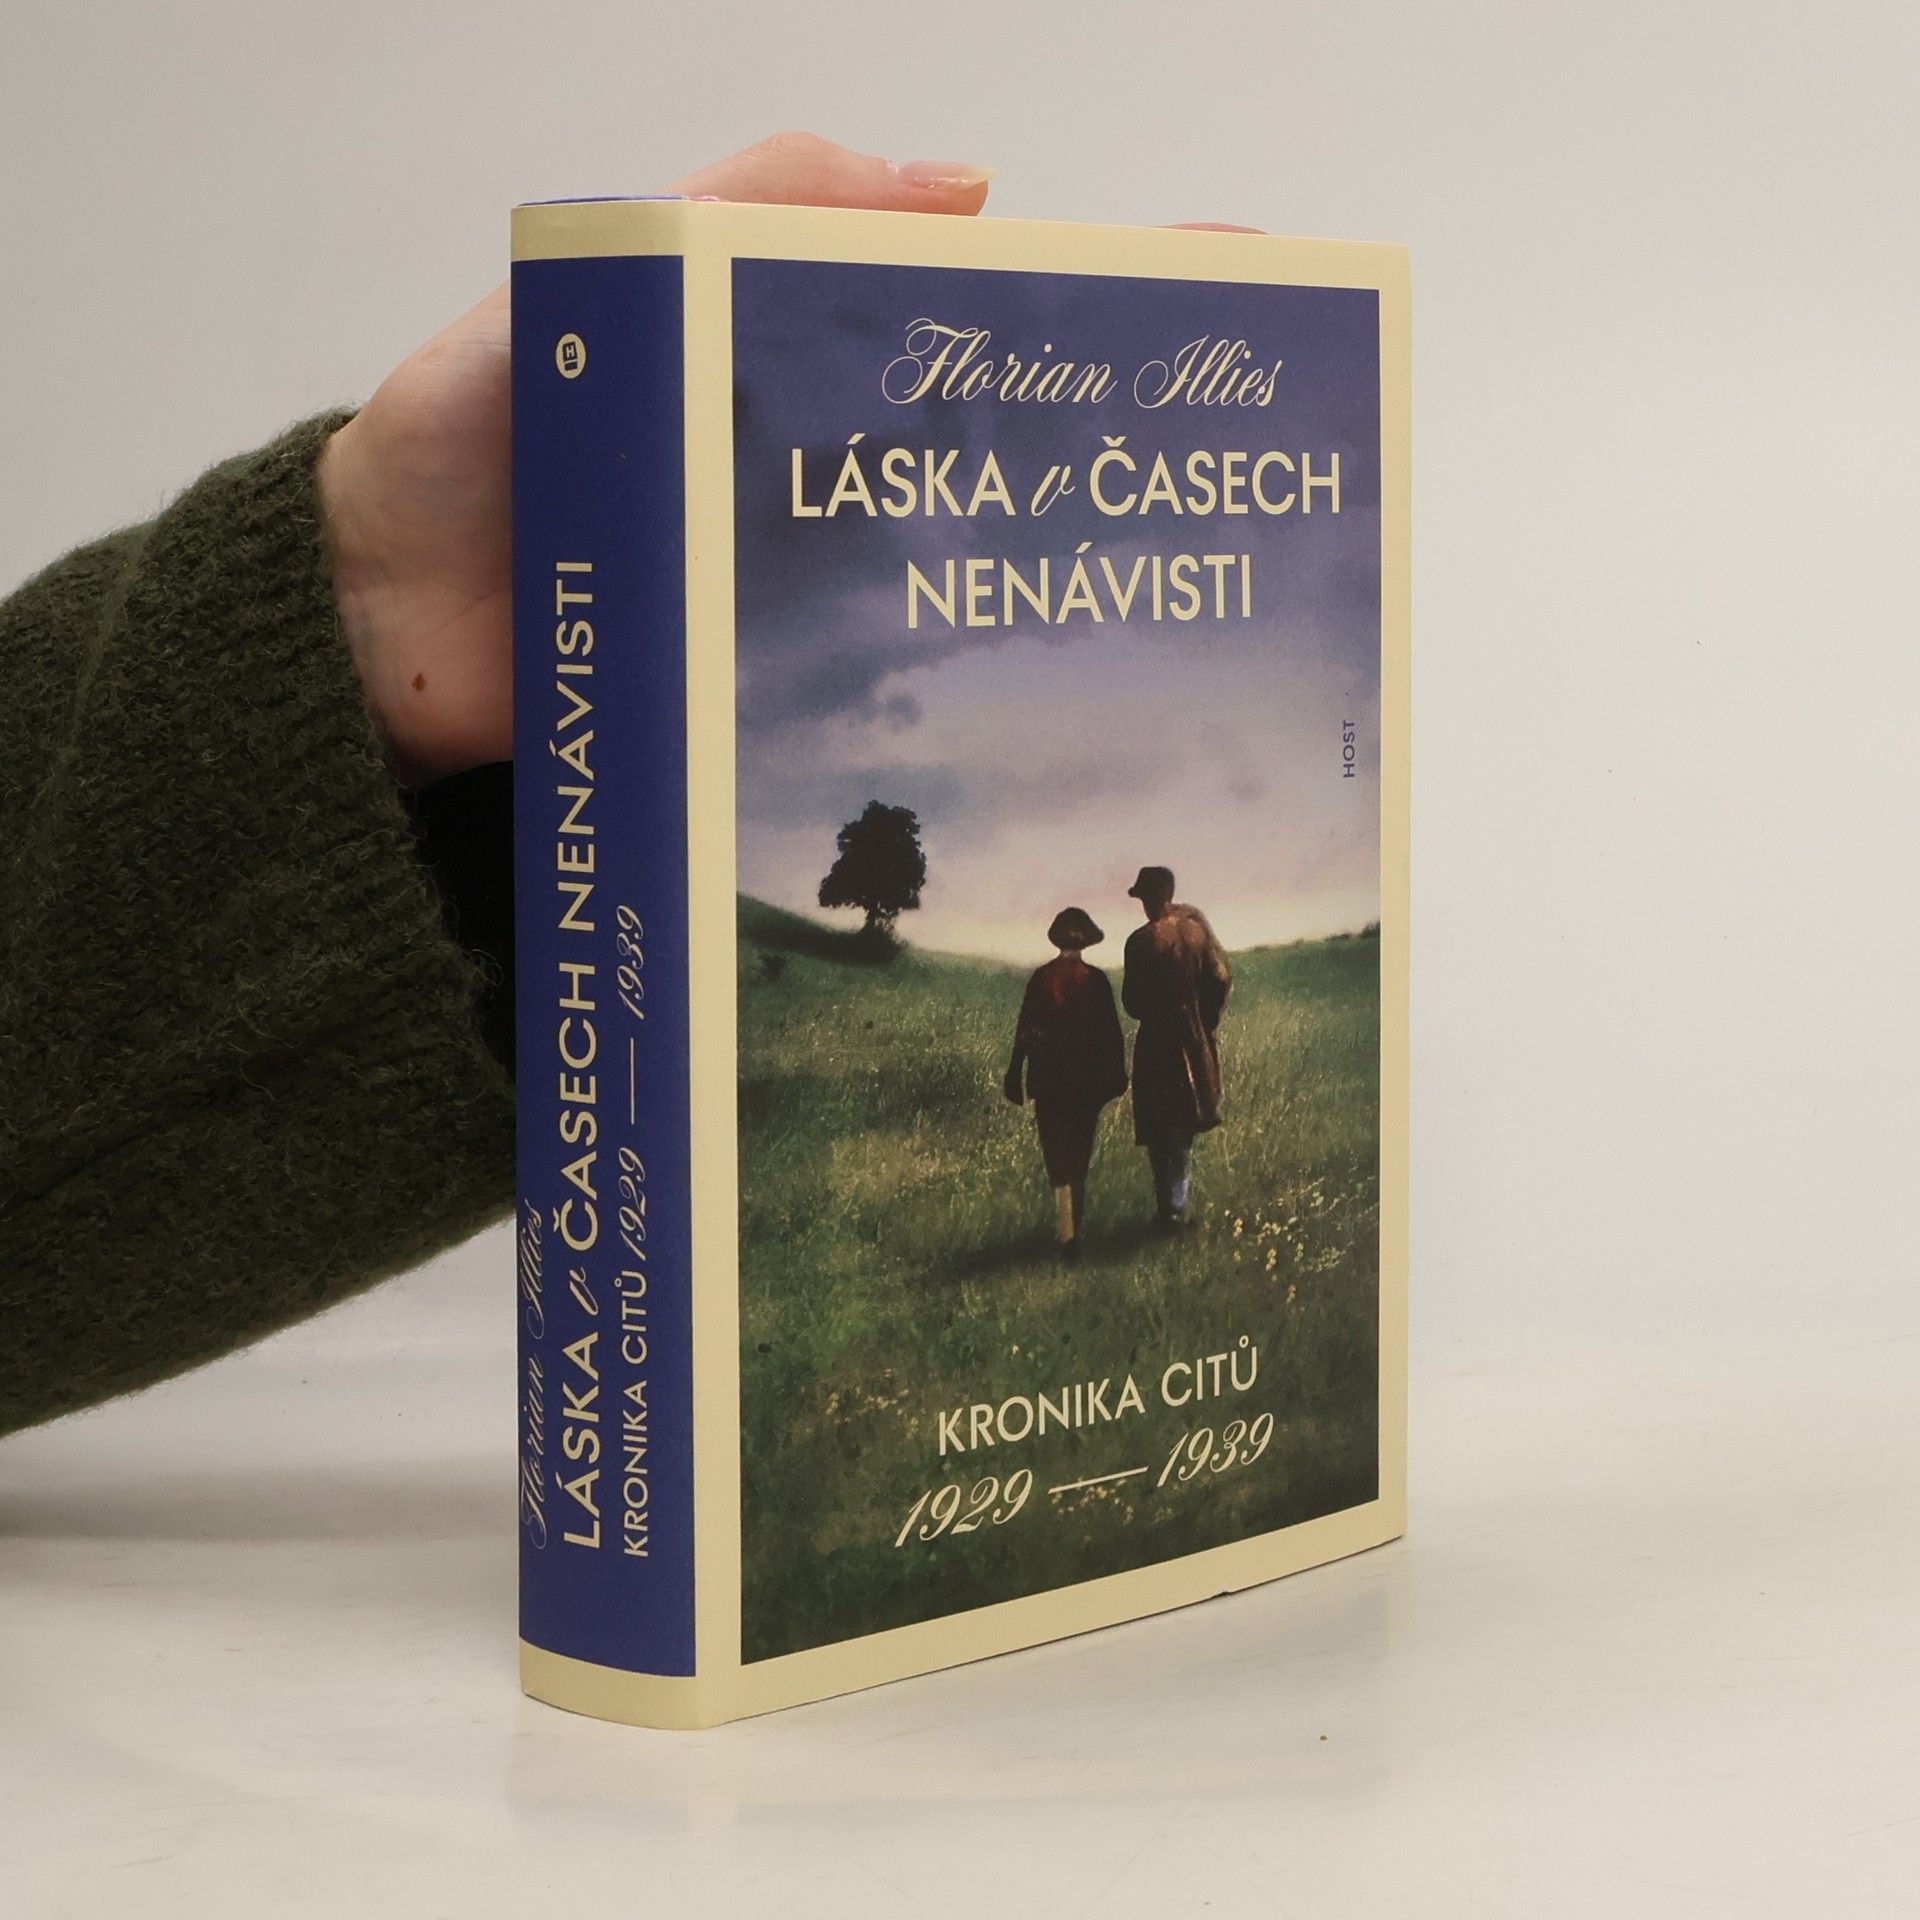 Florian Illies
LÁSKA v ČASECH
NENÁVISTI
HOST
KRONIKA CITŮ
1929 — 1939
H
Florian Illies
LÁSKA v ČASECH NENÁVISTI
KRONIKA CITŮ 1929 — 1939